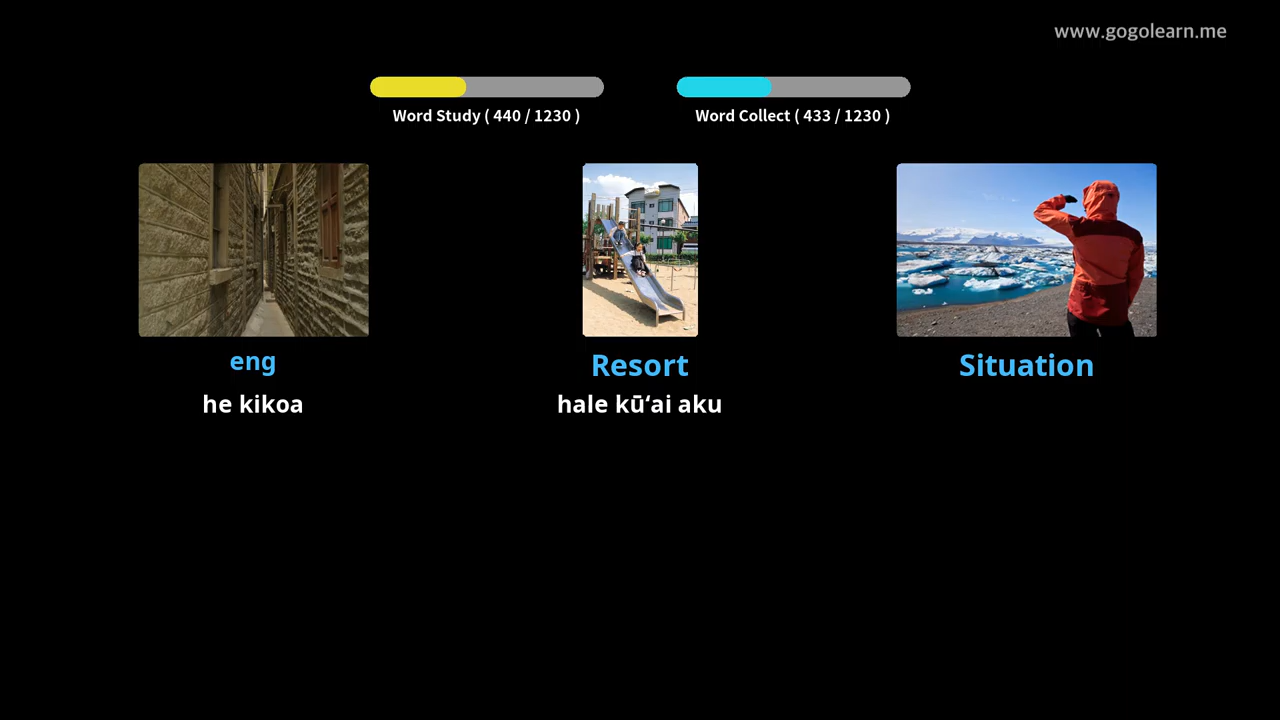 www.gogolearn.me
Word Study ( 440 / 1230 )
Word Collect ( 433 / 1230 )
eng
Resort
Situation
he kikoa
hale kūʻai aku